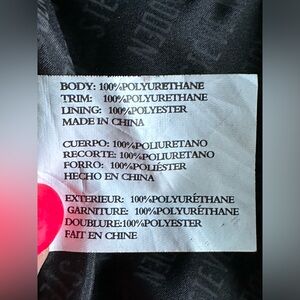 BODY: 100%POLYURETHANE
TRIM: 100%POLYURETHANE
LINING: 100%POLYESTER
MADE IN CHINA
CUERPO: 100%POLIURETANO
RECORTE: 100%POLIURETANO
FORRO: 100%POLIÉSTER
HECHO EN CHINA
EXTERIEUR: 100%POLYURÉTHANE
GARNITURE: 100%POLYURÉTHANE
DOUBLURE:100%POLYESTER
FAIT EN CHINE